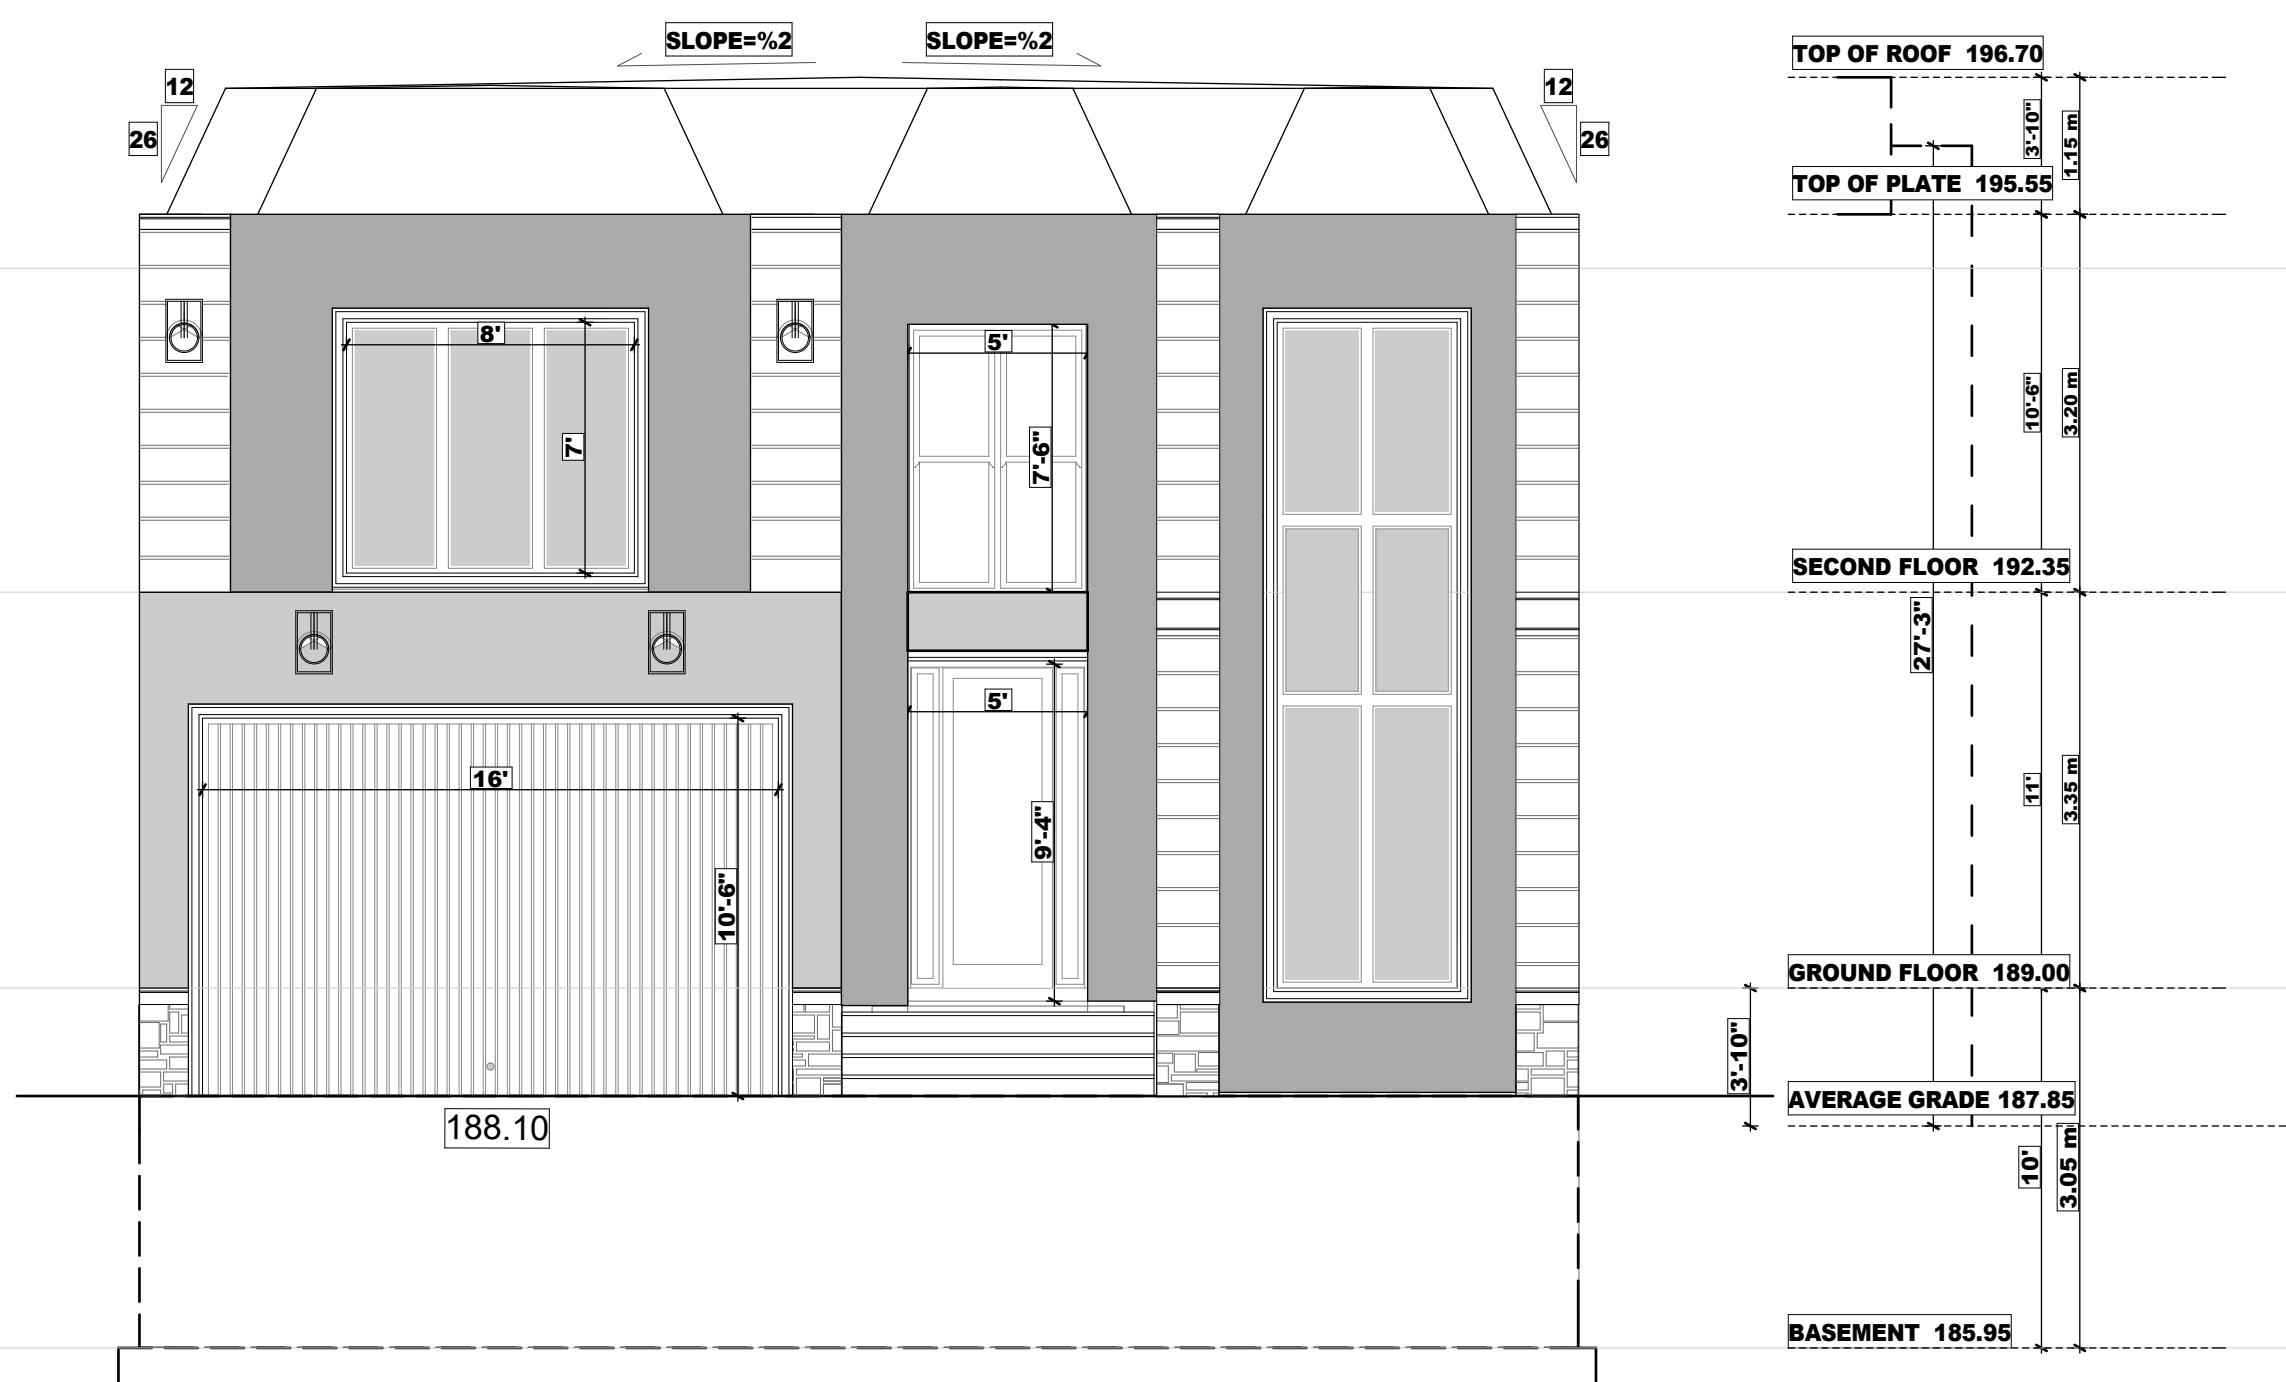 SLOPE=%2
SLOPE=%2
TOP OF ROOF 196.70
12
26
12
26
3'-10"
1.15 m
TOP OF PLATE 195.55
8'
7'
5'
7'-6"
10'-6"
3.20 m
SECOND FLOOR 192.35
27'-3"
5'
9'-4"
16'
10'-6"
11'
3.35 m
GROUND FLOOR 189.00
3'-10"
AVERAGE GRADE 187.85
188.10
10'
3.05 m
BASEMENT 185.95